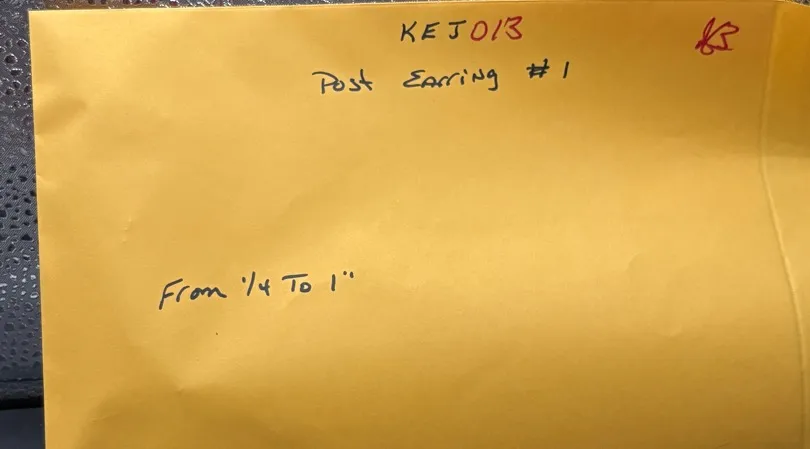 KEJ013
Post Earring #1
From 1/4 To 1"